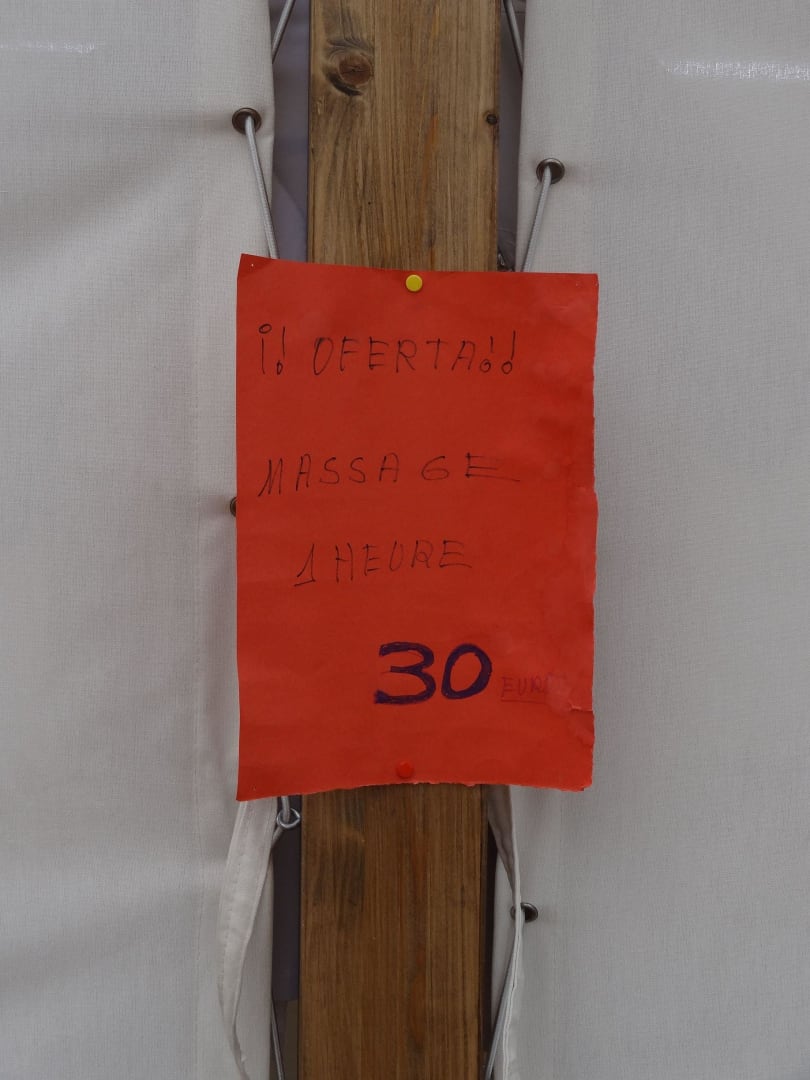 ¡! OFERTA!!
MASSAGE
1 HEURE
30 EURO